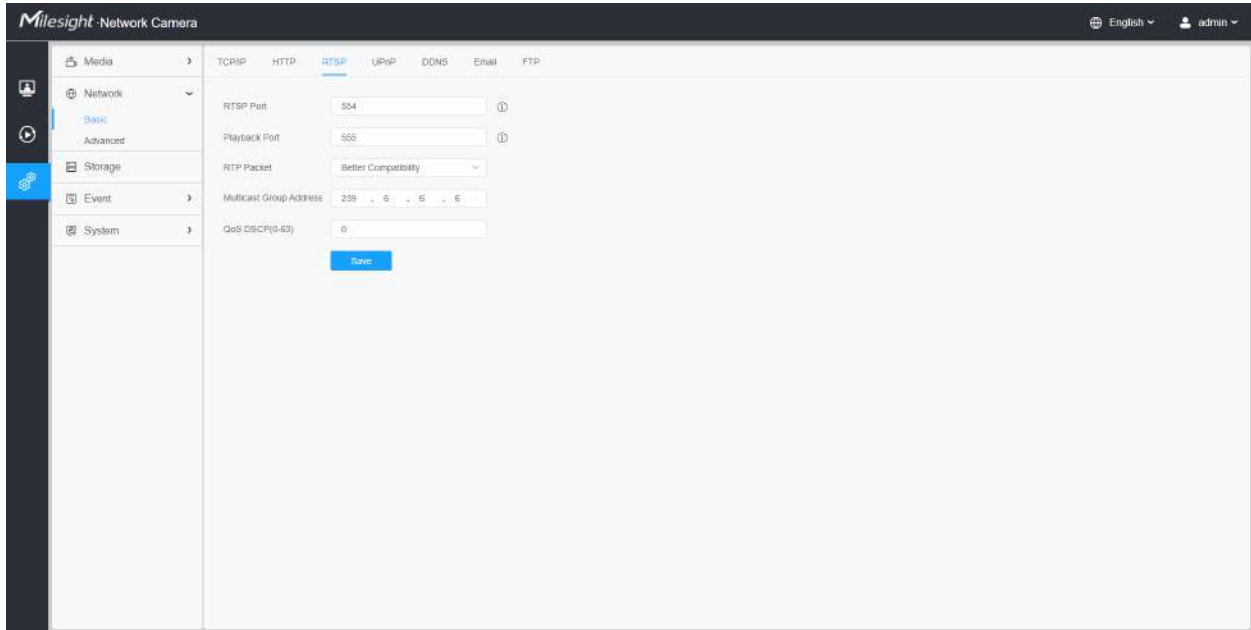 Milesight Network Camera
English
admin
Media
Network
Basic
Advanced
Storage
Event
System
TCP/IP HTTP RTSP UPnP DDNS Email FTP
RTSP Port 554
Playback Port 555
RTP Packet Better Compatibility
Multicast Group Address 239 . 6 . 6 . 6
QoS DSCP(0-63) 0
Save